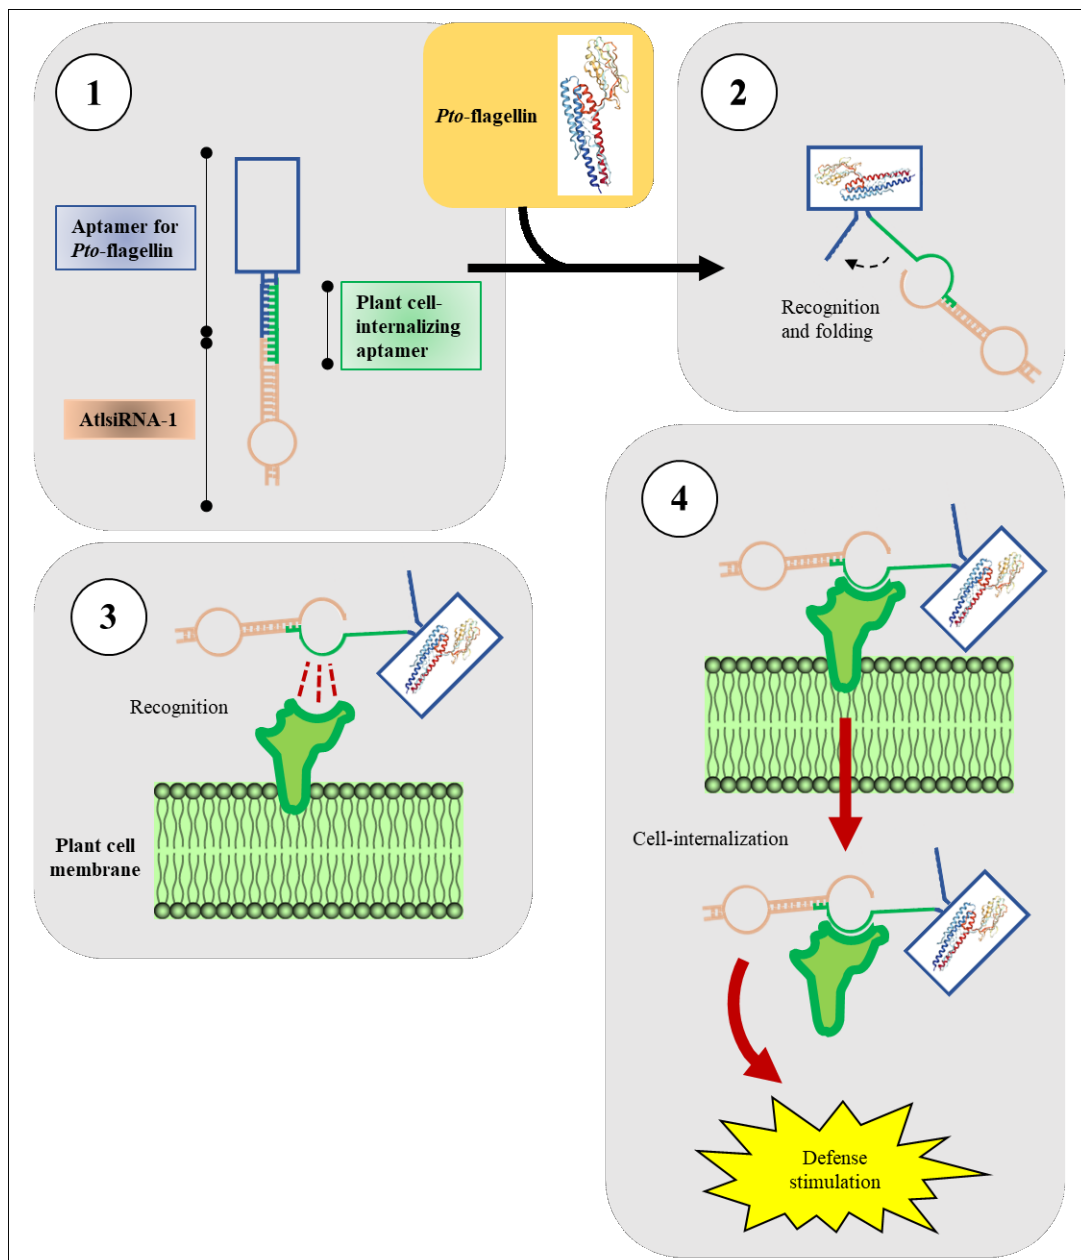 1
Aptamer for
Pto-flagellin
AtlsiRNA-1
Plant cell-
internalizing
aptamer
Pto-flagellin
2
Recognition
and folding
3
Recognition
Plant cell
membrane
4
Cell-internalization
Defense
stimulation